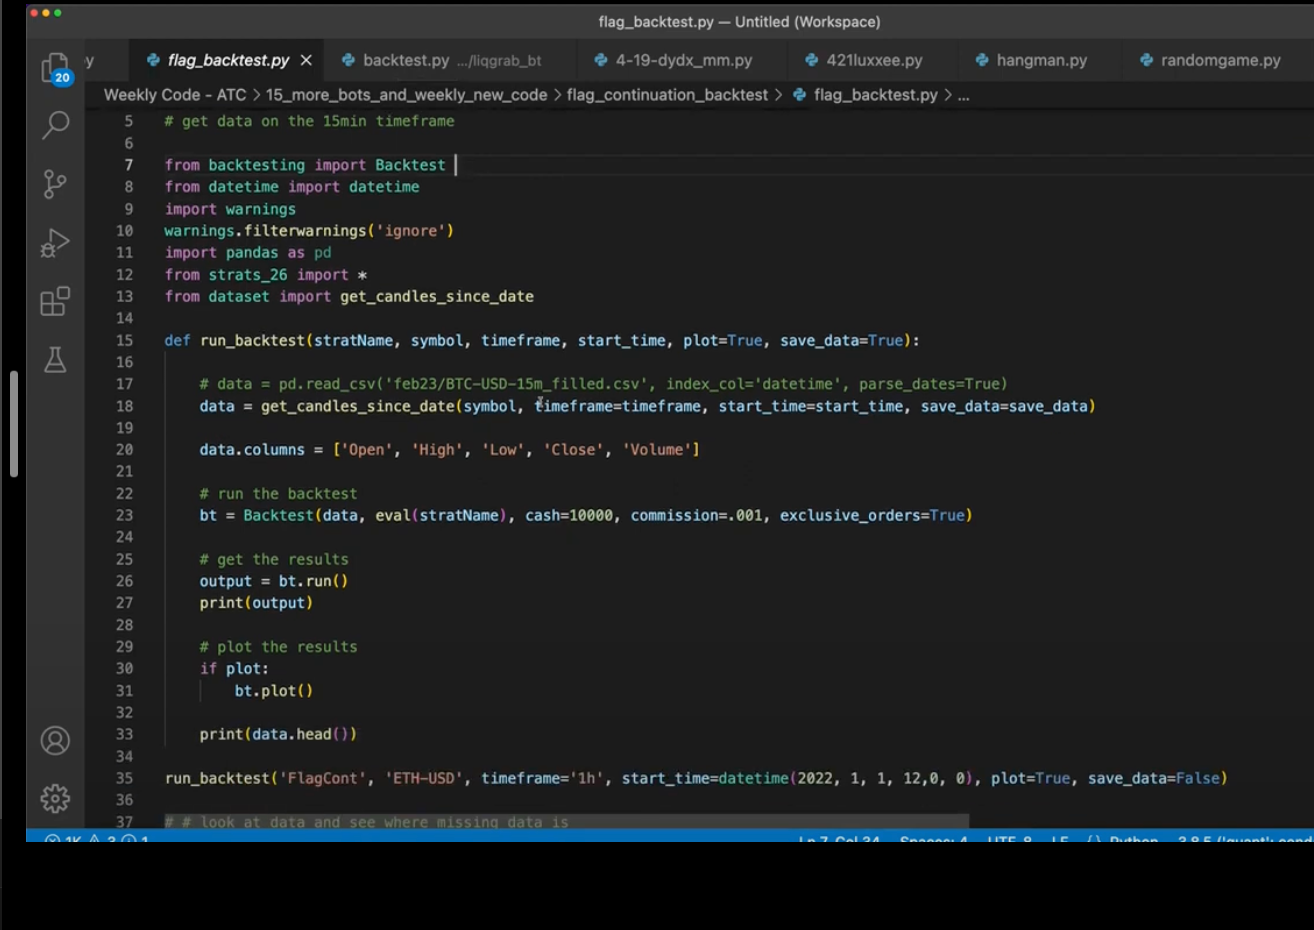 flag_backtest.py — Untitled (Workspace)
flag_backtest.py × backtest.py .../liqgrab_bt 4-19-dydx_mm.py 421luxxee.py hangman.py randomgame.py
20
Weekly Code - ATC > 15_more_bots_and_weekly_new_code > flag_continuation_backtest > flag_backtest.py > ...
5 # get data on the 15min timeframe
6
7 from backtesting import Backtest
8 from datetime import datetime
9 import warnings
10 warnings.filterwarnings('ignore')
11 import pandas as pd
12 from strats_26 import *
13 from dataset import get_candles_since_date
14
15 def run_backtest(stratName, symbol, timeframe, start_time, plot=True, save_data=True):
16
17     # data = pd.read_csv('feb23/BTC-USD-15m_filled.csv', index_col='datetime', parse_dates=True)
18     data = get_candles_since_date(symbol, timeframe=timeframe, start_time=start_time, save_data=save_data)
19
20     data.columns = ['Open', 'High', 'Low', 'Close', 'Volume']
21
22     # run the backtest
23     bt = Backtest(data, eval(stratName), cash=10000, commission=.001, exclusive_orders=True)
24
25     # get the results
26     output = bt.run()
27     print(output)
28
29     # plot the results
30     if plot:
31         bt.plot()
32
33     print(data.head())
34
35 run_backtest('FlagCont', 'ETH-USD', timeframe='1h', start_time=datetime(2022, 1, 1, 12,0, 0), plot=True, save_data=False)
36
37 # # look at data and see where missing data is
1K 3 1 Ln 7, Col 34 Spaces: 4 UTF-8 LF Python 3.8.5 ('quant': cond